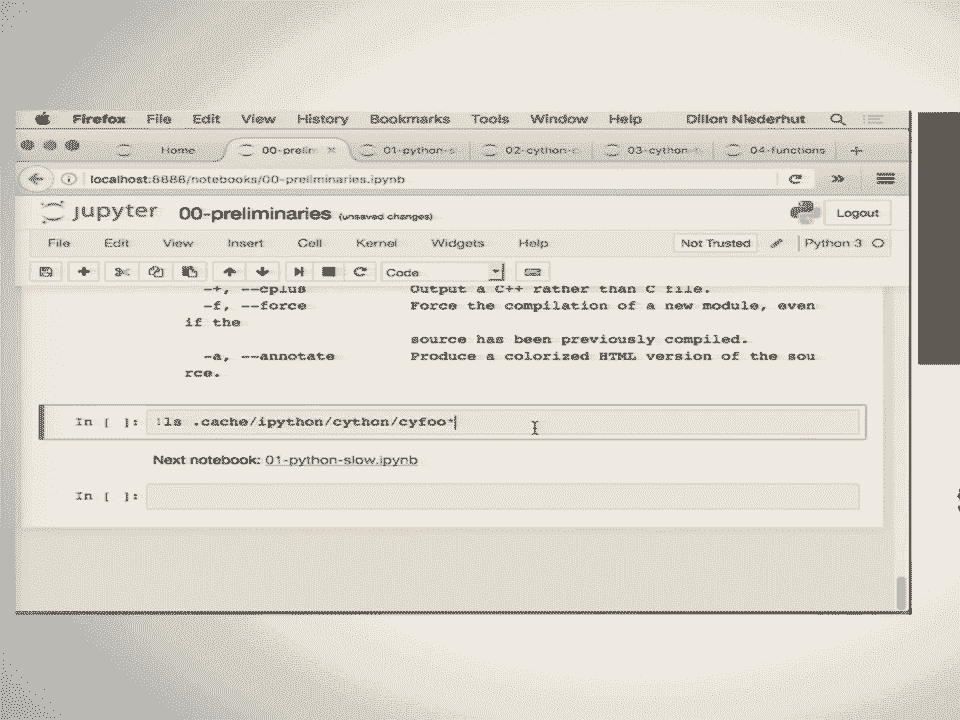 Firefox File Edit View History Bookmarks Tools Window Help Dillon Niederhut
Home 00-prelim 01-python-s 02-cython- 03-cython- 04-functions
localhost:8888/notebooks/00-preliminaries.ipynb
jupyter 00-preliminaries (unsaved changes) Logout
File Edit View Insert Cell Kernel Widgets Help Not Trusted Python 3
Code
-+, --cplus Output a C++ rather than C file.
-f, --force Force the compilation of a new module, even
if the
source has been previously compiled.
-a, --annotate Produce a colorized HTML version of the sou
rce.
In [ ]: !ls .cache/ipython/cython/cyfoo*
Next notebook: 01-python-slow.ipynb
In [ ]: